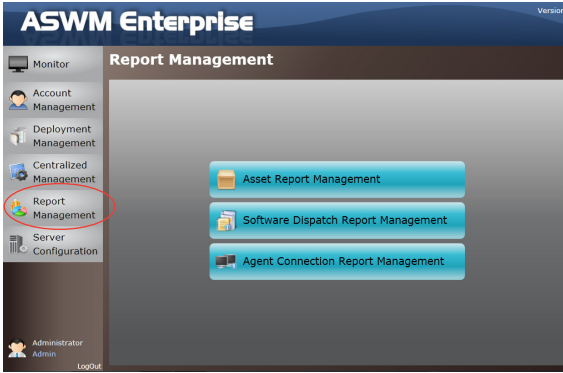 ASWM Enterprise
Version
Monitor
Report Management
Account
Management
Deployment
Management
Centralized
Management
Report
Management
Server
Configuration
Asset Report Management
Software Dispatch Report Management
Agent Connection Report Management
Administrator
Admin
LogOut